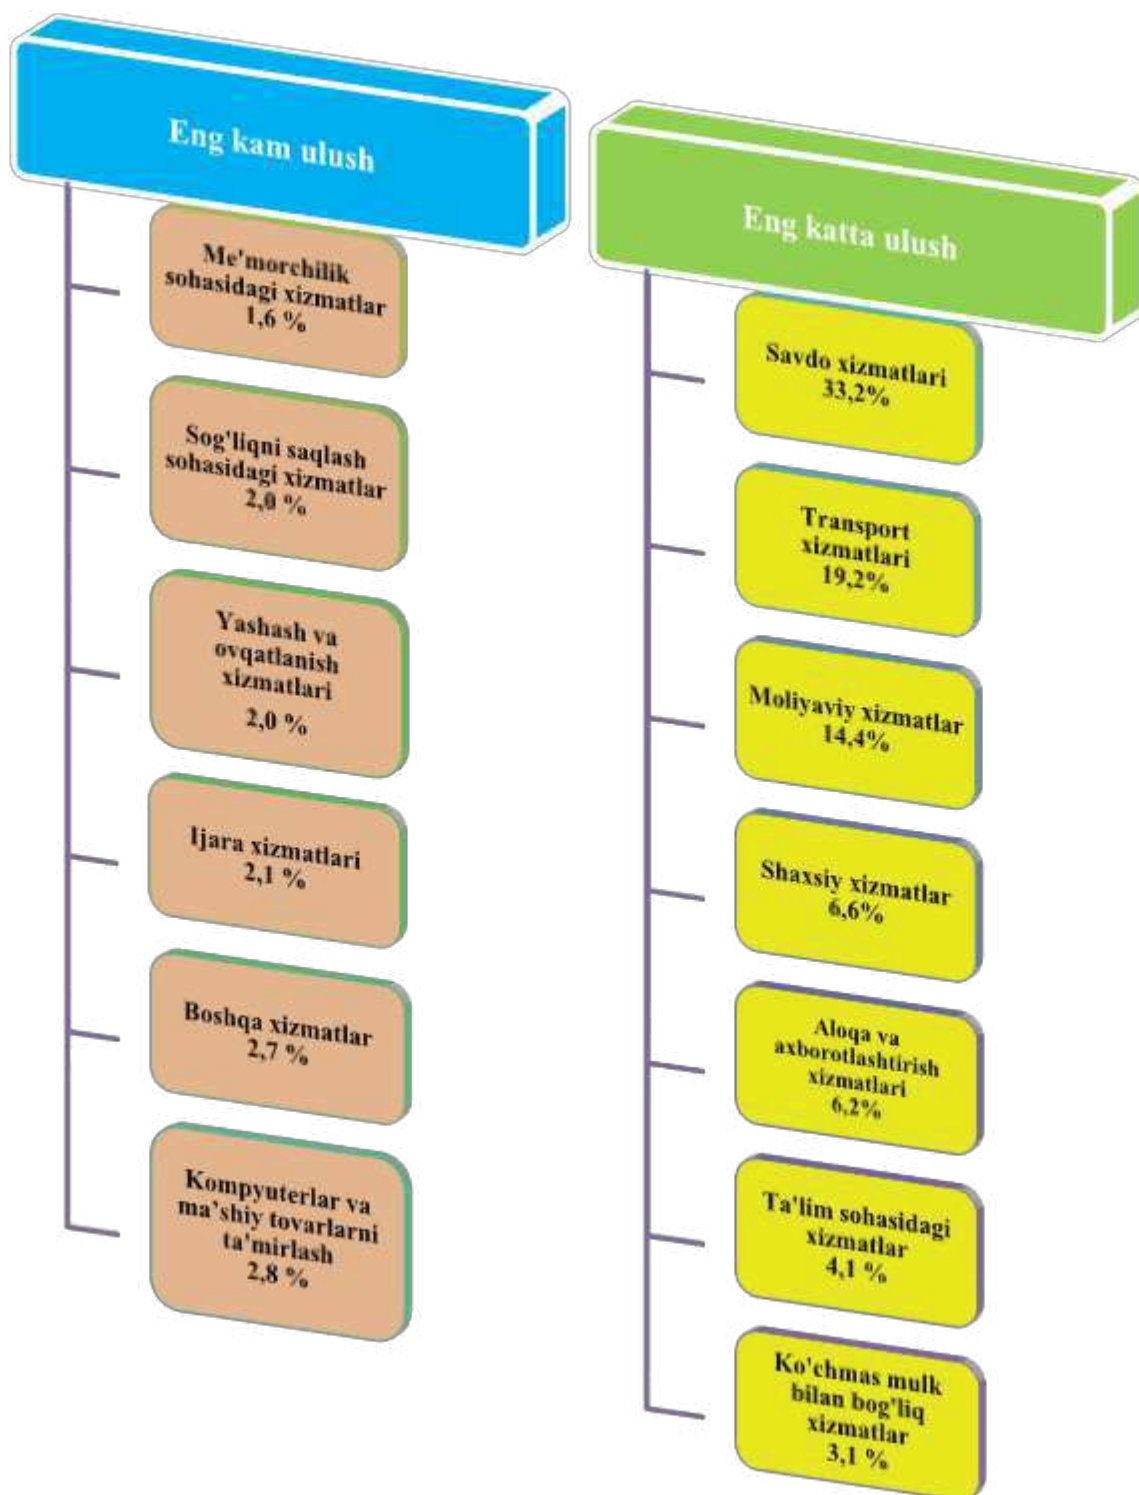 Eng kam ulush
Me'morchilik
sohasidagi xizmatlar
1,6 %
Sog'liqni saqlash
sohasidagi xizmatlar
2,0 %
Yashash va
ovqatlanish
xizmatlari
2,0 %
Ijara xizmatlari
2,1 %
Boshqa xizmatlar
2,7 %
Kompyuterlar va
ma’shiy tovarlarni
ta'mirlash
2,8 %
Eng katta ulush
Savdo xizmatlari
33,2%
Transport
xizmatlari
19,2%
Moliyaviy xizmatlar
14,4%
Shaxsiy xizmatlar
6,6%
Aloqa va
axborotlashtirish
xizmatlari
6,2%
Ta'lim sohasidagi
xizmatlar
4,1 %
Ko'chmas mulk
bilan bog'liq
xizmatlar
3,1 %